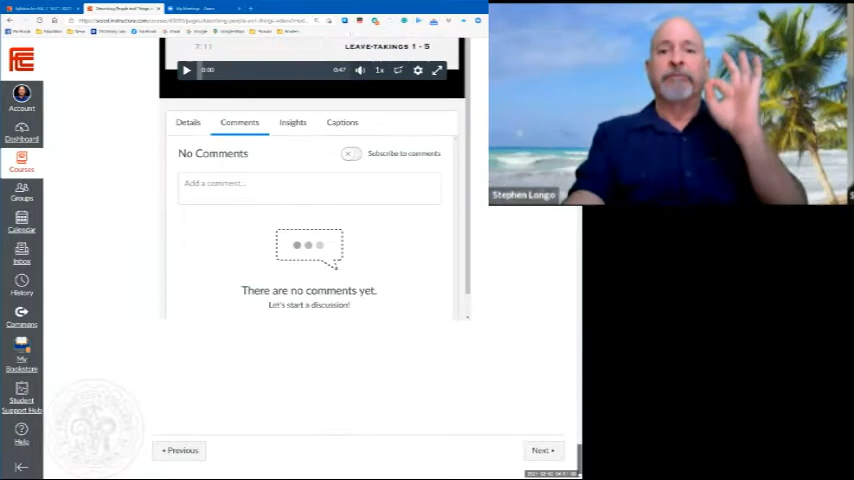 7:11
LEAVE-TAKINGS 1 - 5
0:00
0:47
1x
Details
Comments
Insights
Captions
No Comments
Subscribe to comments
Add a comment...
There are no comments yet.
Let's start a discussion!
Account
Dashboard
Courses
Groups
Calendar
Inbox
History
Commons
My
Bookstore
Student
Support Hub
Help
Previous
Next
Stephen Longo